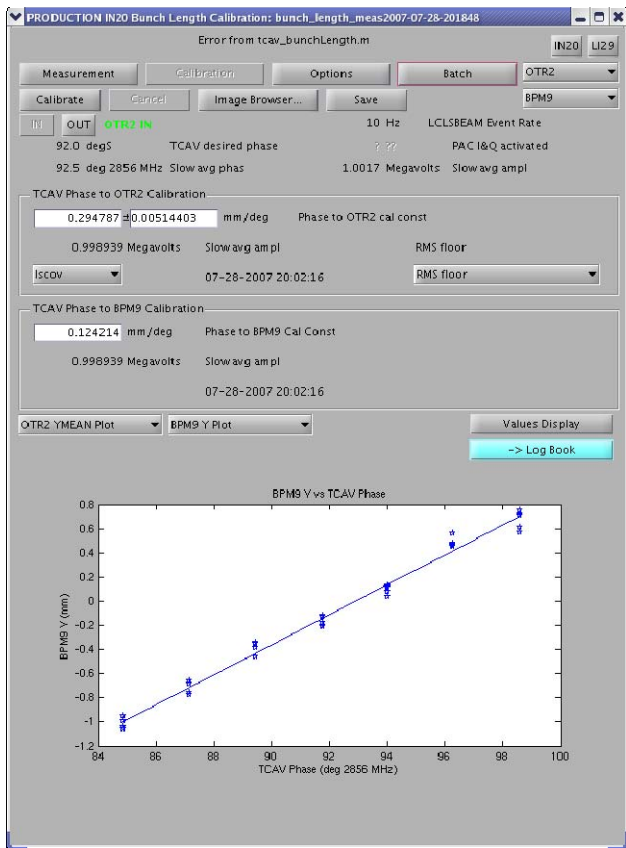 PRODUCTION IN20 Bunch Length Calibration: bunch_length_meas2007-07-28-201848
Error from tcav_bunchLength.m
IN20 LI29
Measurement Calibration Options Batch OTR2
Calibrate Cancel Image Browser... Save BPM9
IN OUT OTR2 IN 10 Hz LCLSBEAM Event Rate
92.0 degS TCAV desired phase ? ?? PAC I&Q activated
92.5 deg 2856 MHz Slow avg phas 1.0017 Megavolts Slow avg ampl
TCAV Phase to OTR2 Calibration
0.294787 ±0.00514403 mm/deg Phase to OTR2 cal const
0.998939 Megavolts Slow avg ampl RMS floor
lscov 07-28-2007 20:02:16 RMS floor
TCAV Phase to BPM9 Calibration
0.124214 mm/deg Phase to BPM9 Cal Const
0.998939 Megavolts Slow avg ampl
07-28-2007 20:02:16
OTR2 YMEAN Plot BPM9 Y Plot Values Display
-> Log Book
BPM9 Y vs TCAV Phase
0.8
0.6
0.4
0.2
0
-0.2
-0.4
-0.6
-0.8
-1
-1.2
BPM9 Y (mm)
84 86 88 90 92 94 96 98 100
TCAV Phase (deg 2856 MHz)